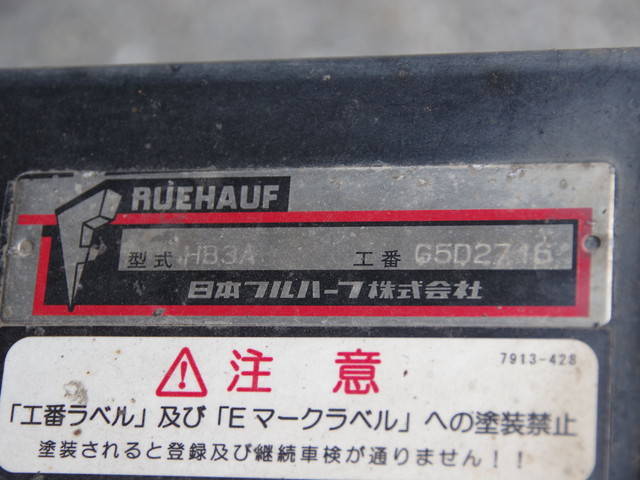 RUEHAUF
型式 HB3A 工番 G5D2716
日本フルハーフ株式会社
注意
7913-428
「工番ラベル」及び「Eマークラベル」への塗装禁止
塗装されると登録及び継続車検が通りません!!